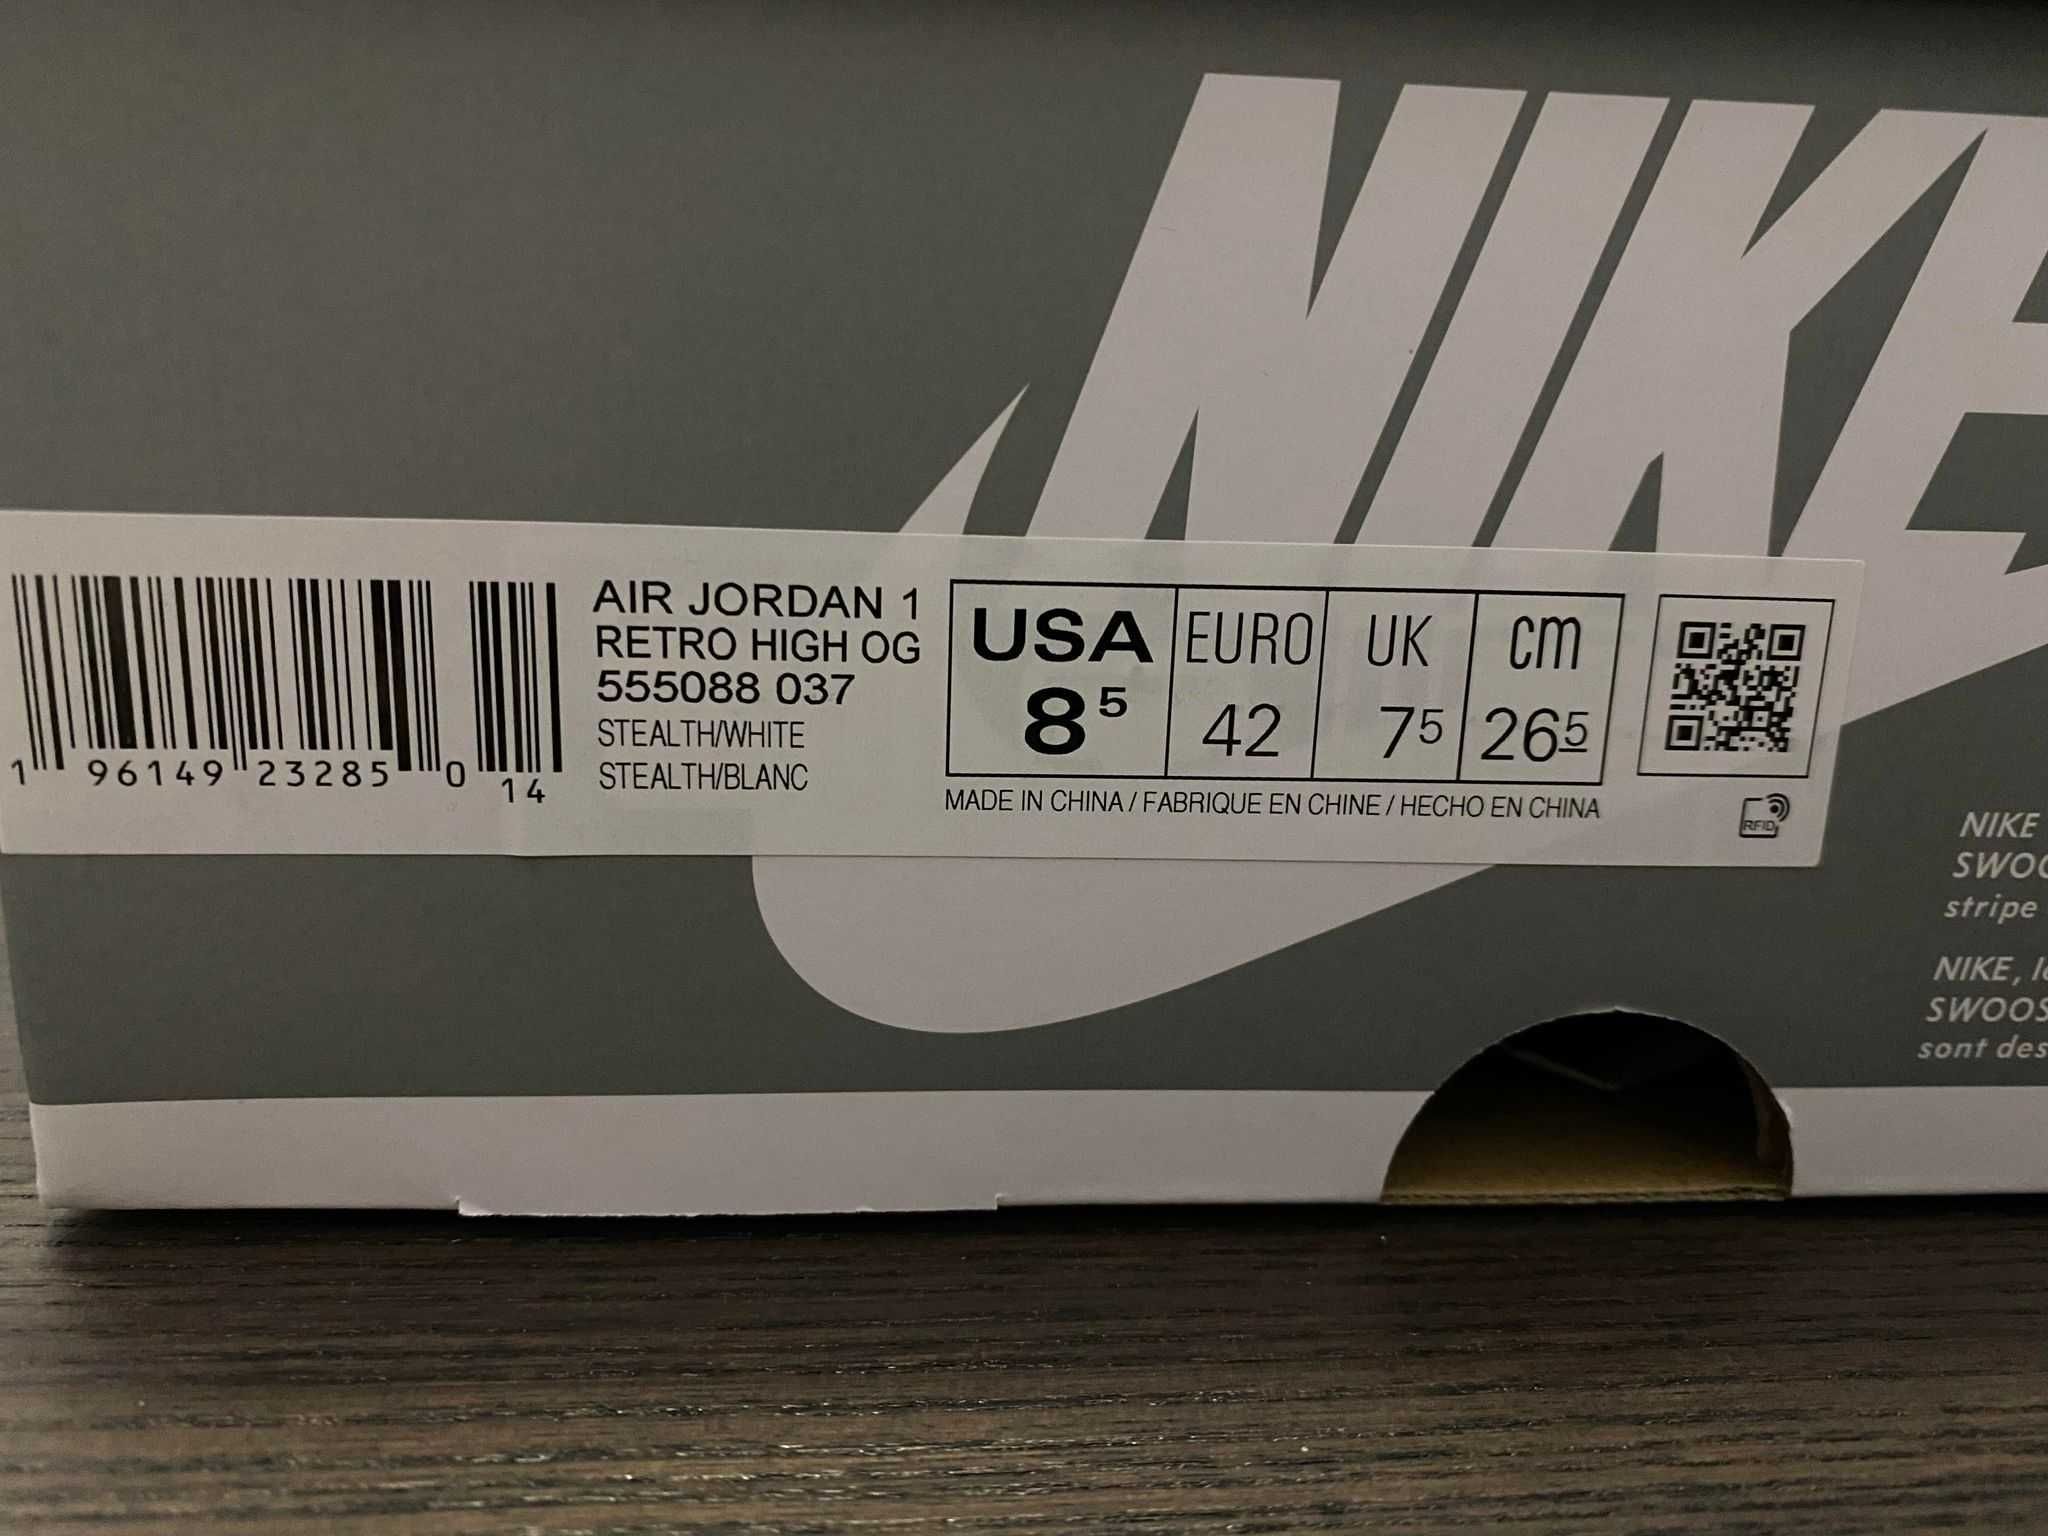 NIKE
AIR JORDAN 1
RETRO HIGH OG
555088 037
STEALTH/WHITE
STEALTH/BLANC
1 96149 23285 0 14
USA EURO UK cm
8 5 42 7 5 26 5
MADE IN CHINA / FABRIQUE EN CHINE / HECHO EN CHINA
RFID
NIKE
stripe
NIKE,
sont